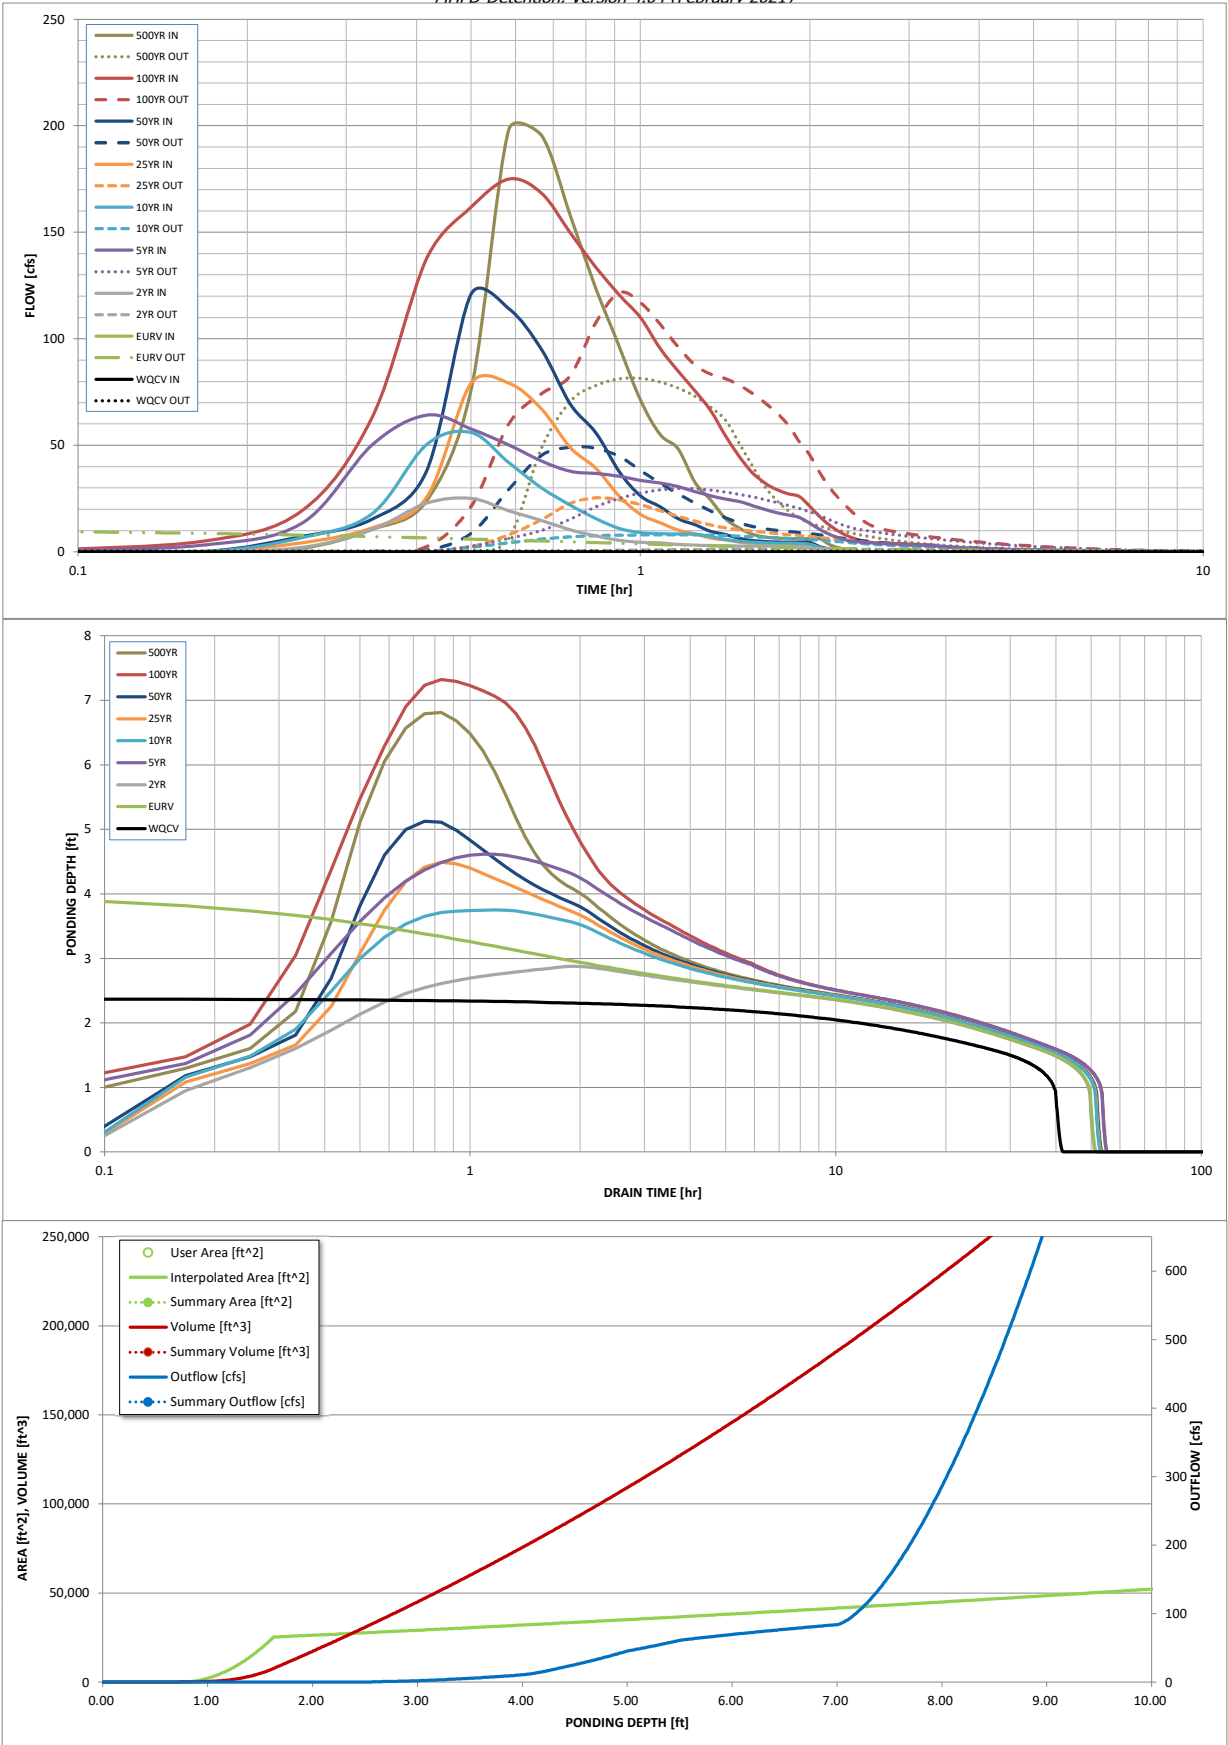 250
200
150
100
50
0
FLOW [cfs]
500YR IN
500YR OUT
100YR IN
100YR OUT
50YR IN
50YR OUT
25YR IN
25YR OUT
10YR IN
10YR OUT
5YR IN
5YR OUT
2YR IN
2YR OUT
EURV IN
EURV OUT
WQCV IN
WQCV OUT
0.1
1
10
TIME [hr]
8
7
6
5
4
3
2
1
0
PONDING DEPTH [ft]
500YR
100YR
50YR
25YR
10YR
5YR
2YR
EURV
WQCV
0.1
1
10
100
DRAIN TIME [hr]
250,000
200,000
150,000
100,000
50,000
0
AREA [ft^2], VOLUME [ft^3]
User Area [ft^2]
Interpolated Area [ft^2]
Summary Area [ft^2]
Volume [ft^3]
Summary Volume [ft^3]
Outflow [cfs]
Summary Outflow [cfs]
600
500
400
300
200
100
0
OUTFLOW [cfs]
0.00
1.00
2.00
3.00
4.00
5.00
6.00
7.00
8.00
9.00
10.00
PONDING DEPTH [ft]